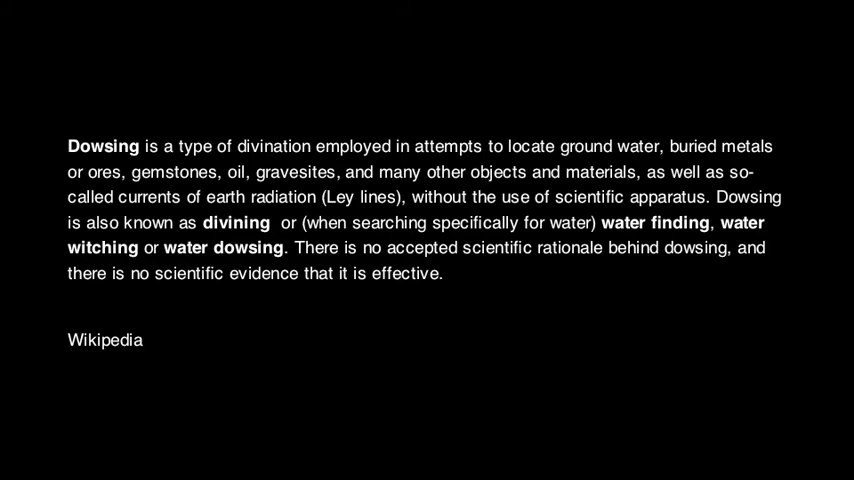 Dowsing is a type of divination employed in attempts to locate ground water, buried metals
or ores, gemstones, oil, gravesites, and many other objects and materials, as well as so-
called currents of earth radiation (Ley lines), without the use of scientific apparatus. Dowsing
is also known as divining or (when searching specifically for water) water finding, water
witching or water dowsing. There is no accepted scientific rationale behind dowsing, and
there is no scientific evidence that it is effective.
Wikipedia